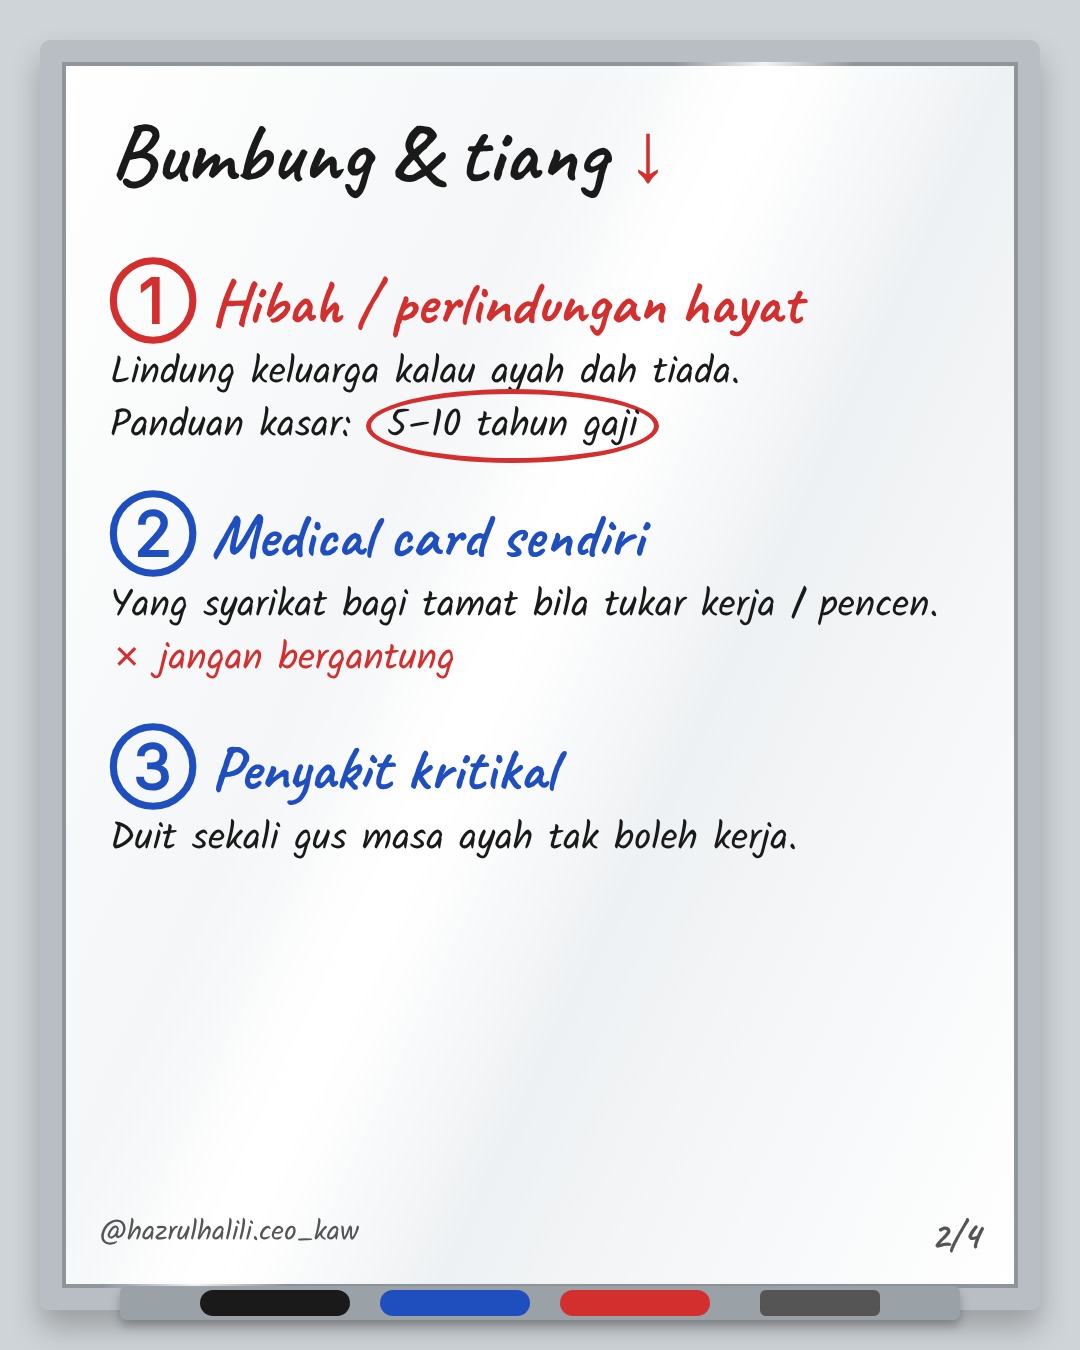 Bumbung & tiang ↓
1 Hibah / perlindungan hayat
Lindung keluarga kalau ayah dah tiada.
Panduan kasar: 5–10 tahun gaji
2 Medical card sendiri
Yang syarikat bagi tamat bila tukar kerja / pencen.
× jangan bergantung
3 Penyakit kritikal
Duit sekali gus masa ayah tak boleh kerja.
@hazrulhalili.ceo_kaw
2/4